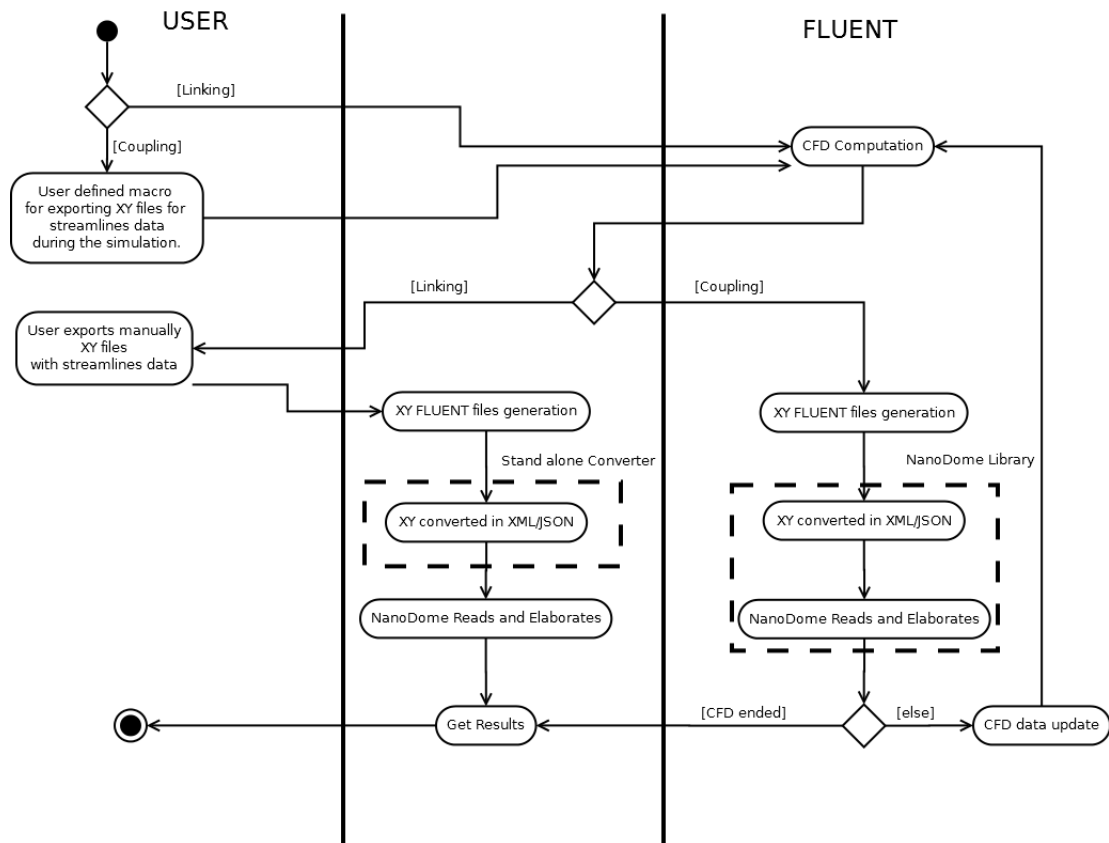 USER
FLUENT
[Linking]
[Coupling]
CFD Computation
User defined macro
for exporting XY files for
streamlines data
during the simulation.
[Linking]
[Coupling]
User exports manually
XY files
with streamlines data
XY FLUENT files generation
XY FLUENT files generation
Stand alone Converter
NanoDome Library
XY converted in XML/JSON
XY converted in XML/JSON
NanoDome Reads and Elaborates
NanoDome Reads and Elaborates
[CFD ended]
[else]
Get Results
CFD data update